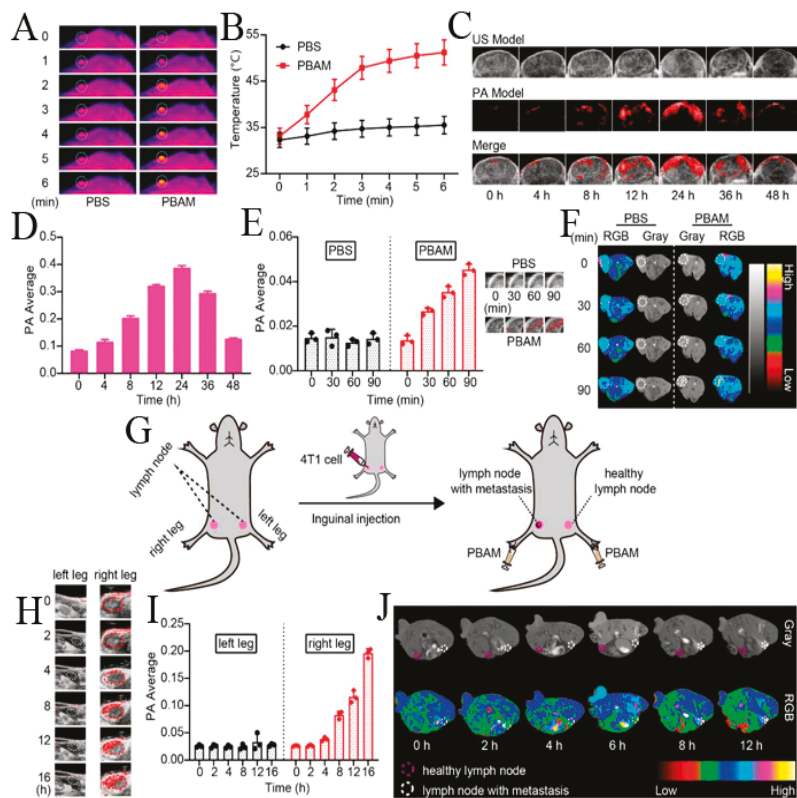 A
0
1
2
3
4
5
6
(min)
PBS
PBAM
B
PBS
PBAM
Temperature (°C)
55
45
35
25
0 1 2 3 4 5 6
Time (min)
C
US Model
PA Model
Merge
0 h 4 h 8 h 12 h 24 h 36 h 48 h
D
PA Average
0.5
0.4
0.3
0.2
0.1
0.0
0 4 8 12 24 36 48
Time (h)
E
PBS
PBAM
PA Average
0.06
0.04
0.02
0.00
0 30 60 90 0 30 60 90
Time (min)
PBS
0 30 60 90
(min)
PBAM
F
PBS PBAM
(min) RGB Gray Gray RGB
0
30
60
90
High
Low
G
lymph node
right leg
left leg
4T1 cell
Inguinal injection
lymph node
with metastasis
healthy
lymph node
PBAM
PBAM
H
left leg right leg
0
2
4
8
12
16
(h)
I
left leg
right leg
PA Average
0.25
0.20
0.15
0.10
0.05
0.00
0 2 4 8 12 16 0 2 4 8 12 16
Time (h)
J
Gray
RGB
0 h 2 h 4 h 6 h 8 h 12 h
healthy lymph node
lymph node with metastasis
Low High